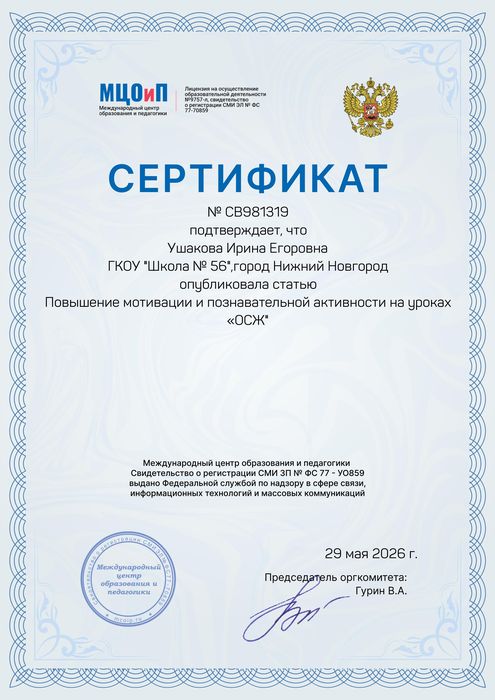 МЦОиП
Международный центр
образования и педагогики
Лицензия на осуществление
образовательной деятельности
№9757-л, свидетельство
о регистрации СМИ ЭЛ № ФС
77-70859
СЕРТИФИКАТ
№ СВ981319
подтверждает, что
Ушакова Ирина Егоровна
ГКОУ "Школа № 56",город Нижний Новгород
опубликовала статью
Повышение мотивации и познавательной активности на уроках
«ОСЖ"
Международный центр образования и педагогики
Свидетельство о регистрации СМИ ЗП № ФС 77 - УО859
выдано Федеральной службой по надзору в сфере связи,
информационных технологий и массовых коммуникаций
29 мая 2026 г.
Председатель оргкомитета:
Гурин В.А.
Международный
центр
образования и
педагогики
mcoip.ru